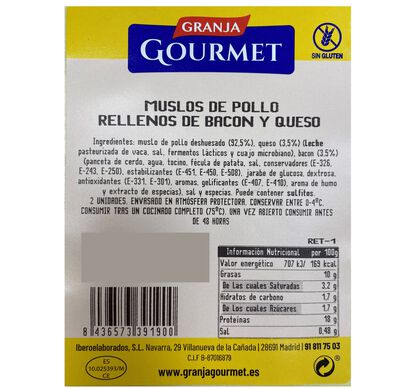 GRANJA
GOURMET
SIN GLUTEN
MUSLOS DE POLLO
RELLENOS DE BACON Y QUESO
Ingredientes: muslo de pollo deshuesado (92,5%), queso (3,5%) (leche
pasteurizada de vaca, sal, fermentos lácticos y cuajo microbiano), bacon (3,5%)
(panceta de cerdo, agua, tocino, fécula de patata, sal, conservadores (E-326,
E-243, E-250), estabilizantes (E-451, E-450, E-508), jarabe de glucosa, dextrosa,
antioxidantes (E-331, E-301), aromas, gelificantes (E-407, E-410), aroma de humo
y extracto de especias), sal y especias. Puede contener sulfitos.
2 UNIDADES, ENVASADO EN ATMÓSFERA PROTECTORA. CONSERVAR ENTRE 0-4ºC.
CONSUMIR TRAS UN COCINADO COMPLETO (75ºC). UNA VEZ ABIERTO CONSUMIR ANTES
DE 48 HORAS
RET-1
Información Nutricional por 100g
Valor energético 707 kJ/ 169 kcal
Grasas 10 g
De las cuales Saturadas 3,2 g
Hidratos de carbono 1,7 g
De los cuales Azúcares 1,7 g
Proteínas 18 g
Sal 0,48 g
8 436573 391900
Iberoelaborados, S.L. Navarra, 29 Villanueva de la Cañada | 28691 Madrid | 91 811 75 03
C.I.F B-87016879
ES
10.025393/M
CE
www.granjagourmet.es